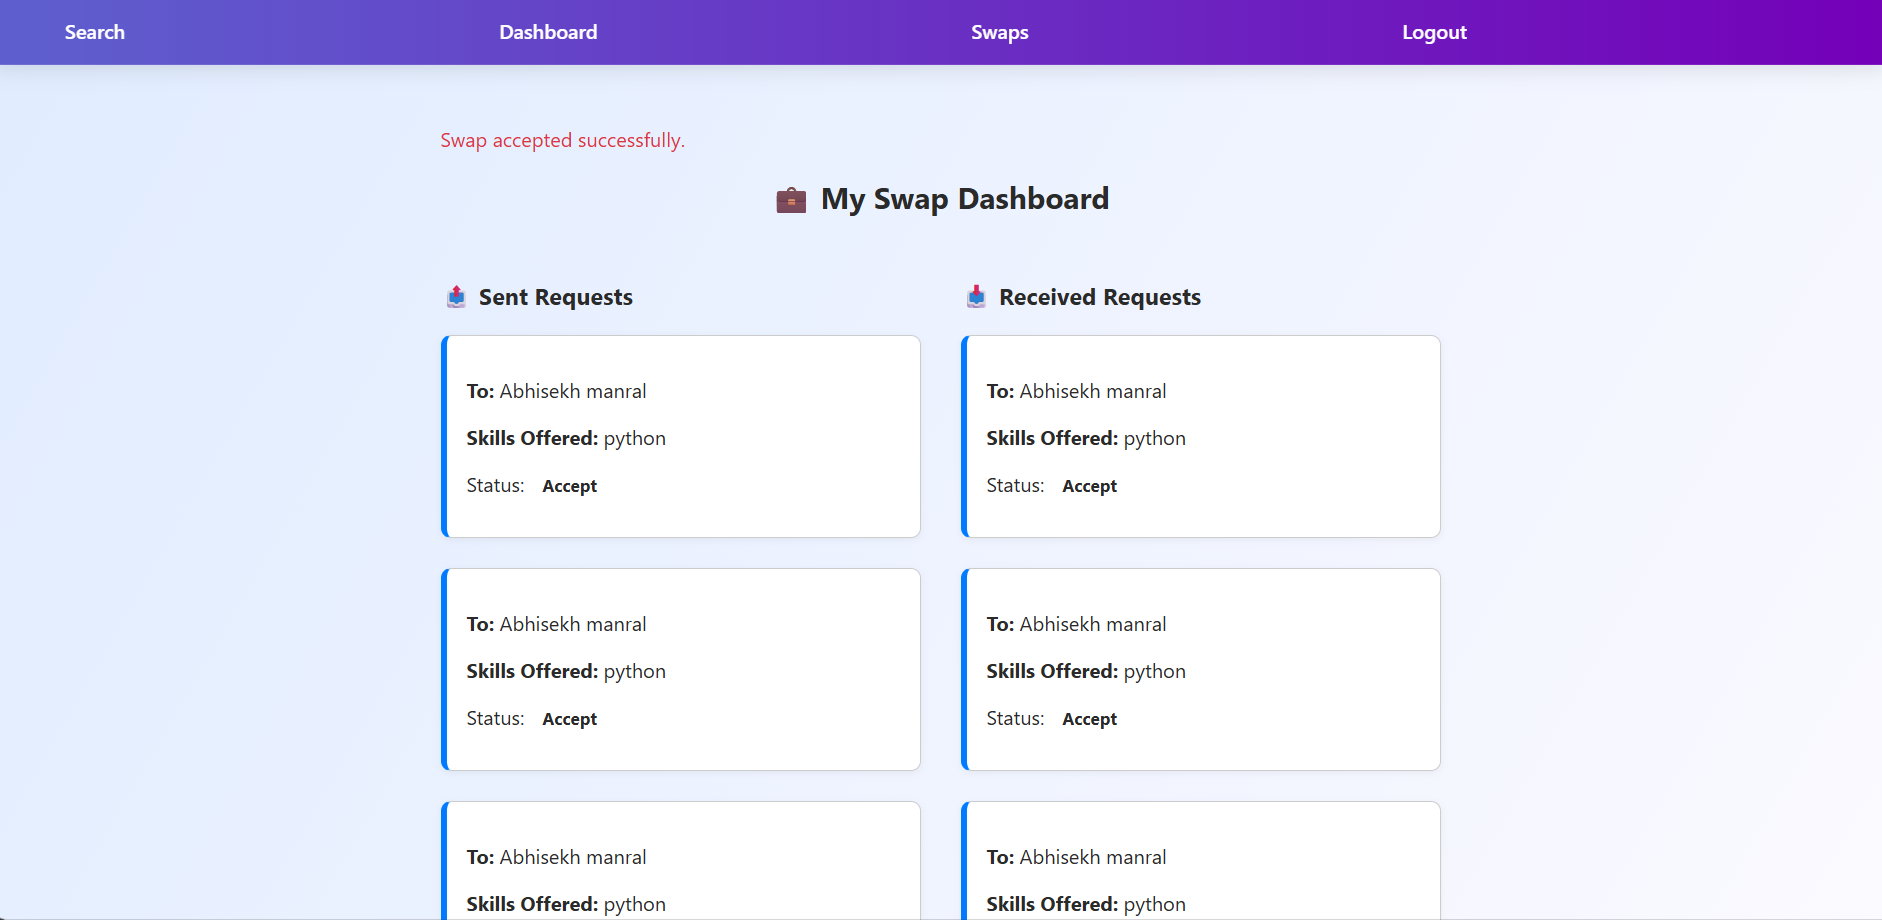 Search Dashboard Swaps Logout
Swap accepted successfully.
My Swap Dashboard
Sent Requests
To: Abhisekh manral
Skills Offered: python
Status: Accept
To: Abhisekh manral
Skills Offered: python
Status: Accept
To: Abhisekh manral
Skills Offered: python
Received Requests
To: Abhisekh manral
Skills Offered: python
Status: Accept
To: Abhisekh manral
Skills Offered: python
Status: Accept
To: Abhisekh manral
Skills Offered: python